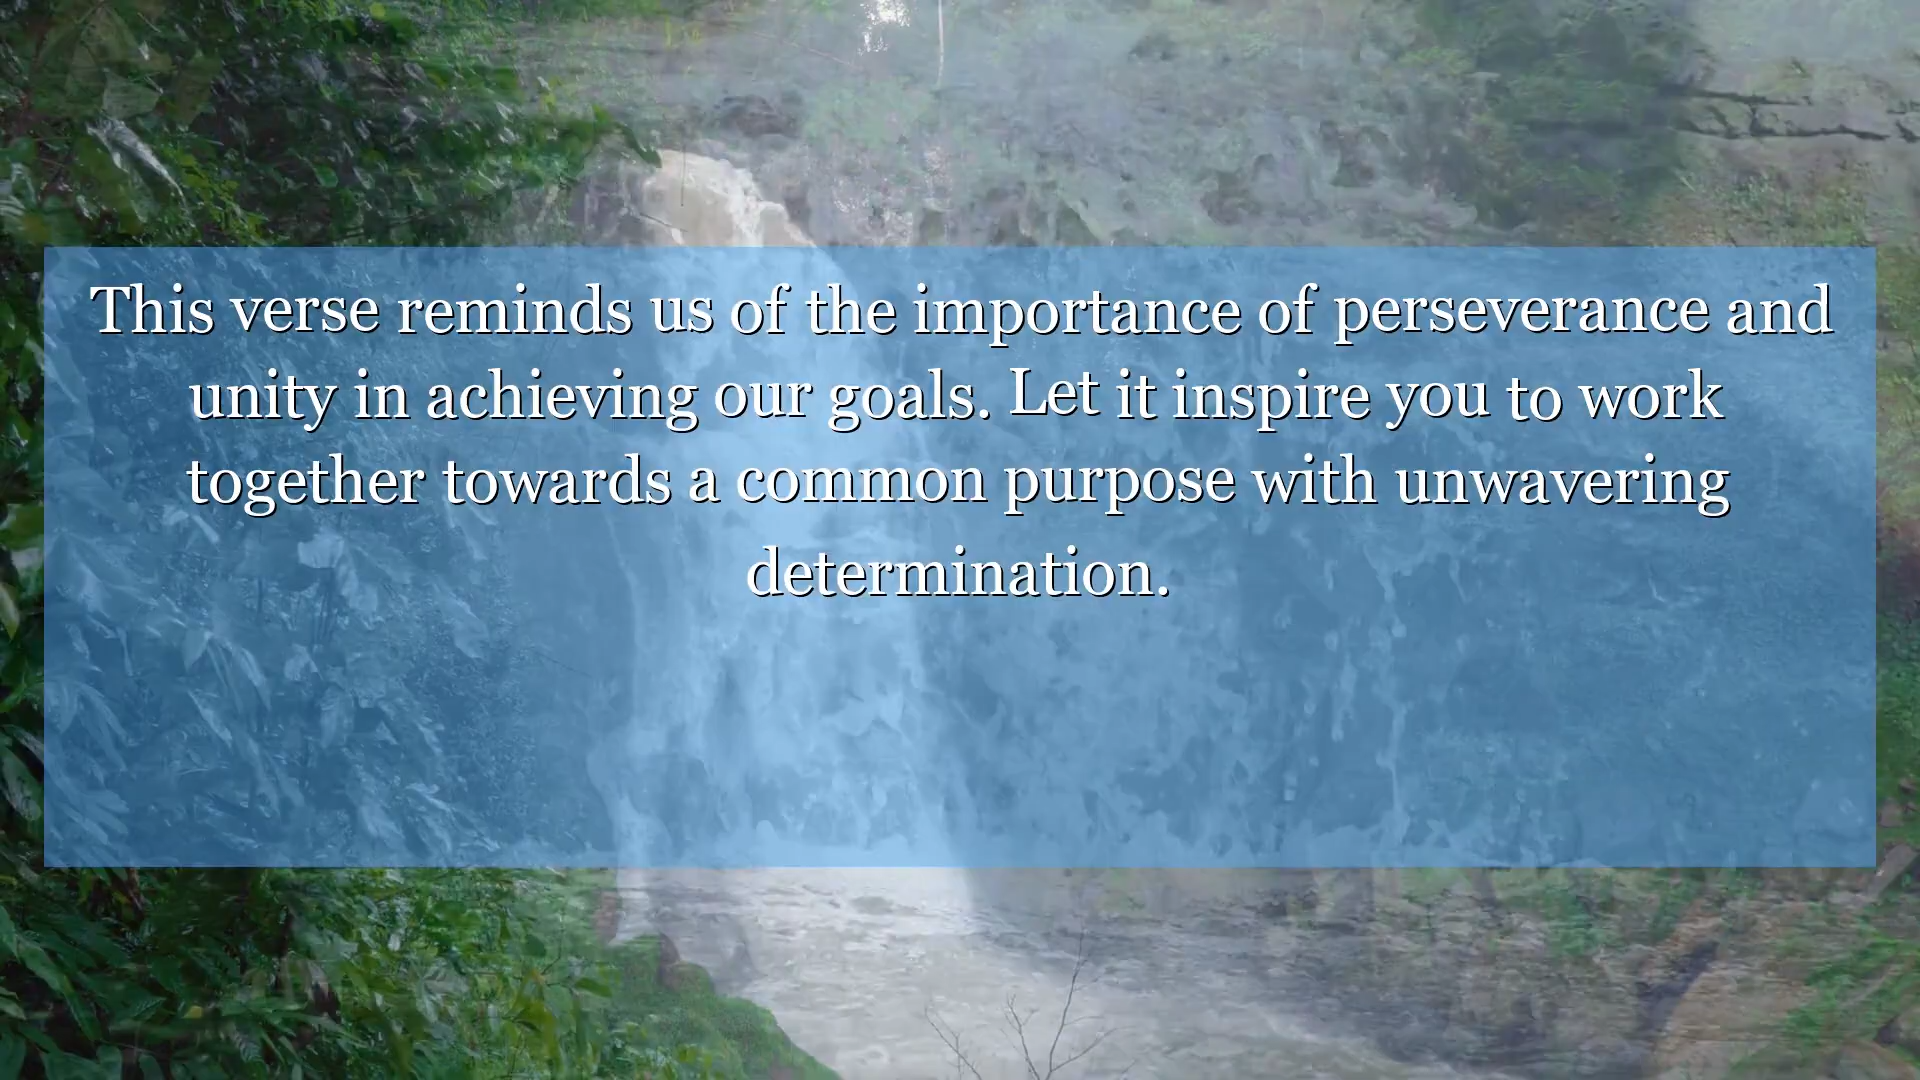 This verse reminds us of the importance of perseverance and
unity in achieving our goals. Let it inspire you to work
together towards a common purpose with unwavering
determination.